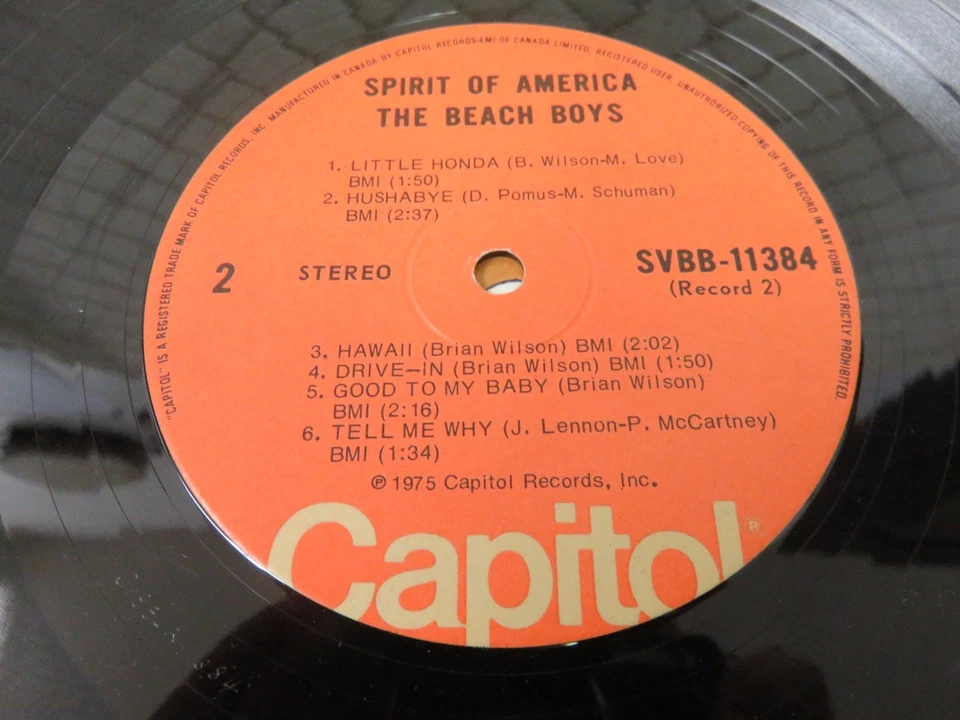 "CAPITOL" IS A REGISTERED TRADE MARK OF CAPITOL RECORDS, INC. MANUFACTURED IN CANADA BY CAPITOL RECORDS-EMI OF CANADA LIMITED, REGISTERED USER. UNAUTHORIZED COPYING OF THIS RECORD IN ANY FORM IS STRICTLY PROHIBITED
SPIRIT OF AMERICA
THE BEACH BOYS
1. LITTLE HONDA (B. Wilson-M. Love)
BMI (1:50)
2. HUSHABYE (D. Pomus-M. Schuman)
BMI (2:37)
2 STEREO SVBB-11384
(Record 2)
3. HAWAII (Brian Wilson) BMI (2:02)
4. DRIVE-IN (Brian Wilson) BMI (1:50)
5. GOOD TO MY BABY (Brian Wilson)
BMI (2:16)
6. TELL ME WHY (J. Lennon-P. McCartney)
BMI (1:34)
℗ 1975 Capitol Records, Inc.
Capitol ®